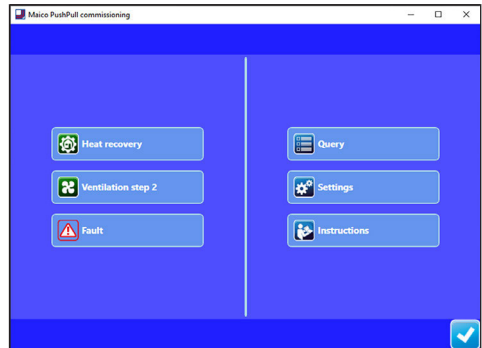 Maico PushPull commissioning
Heat recovery
Ventilation step 2
Fault
Query
Settings
Instructions